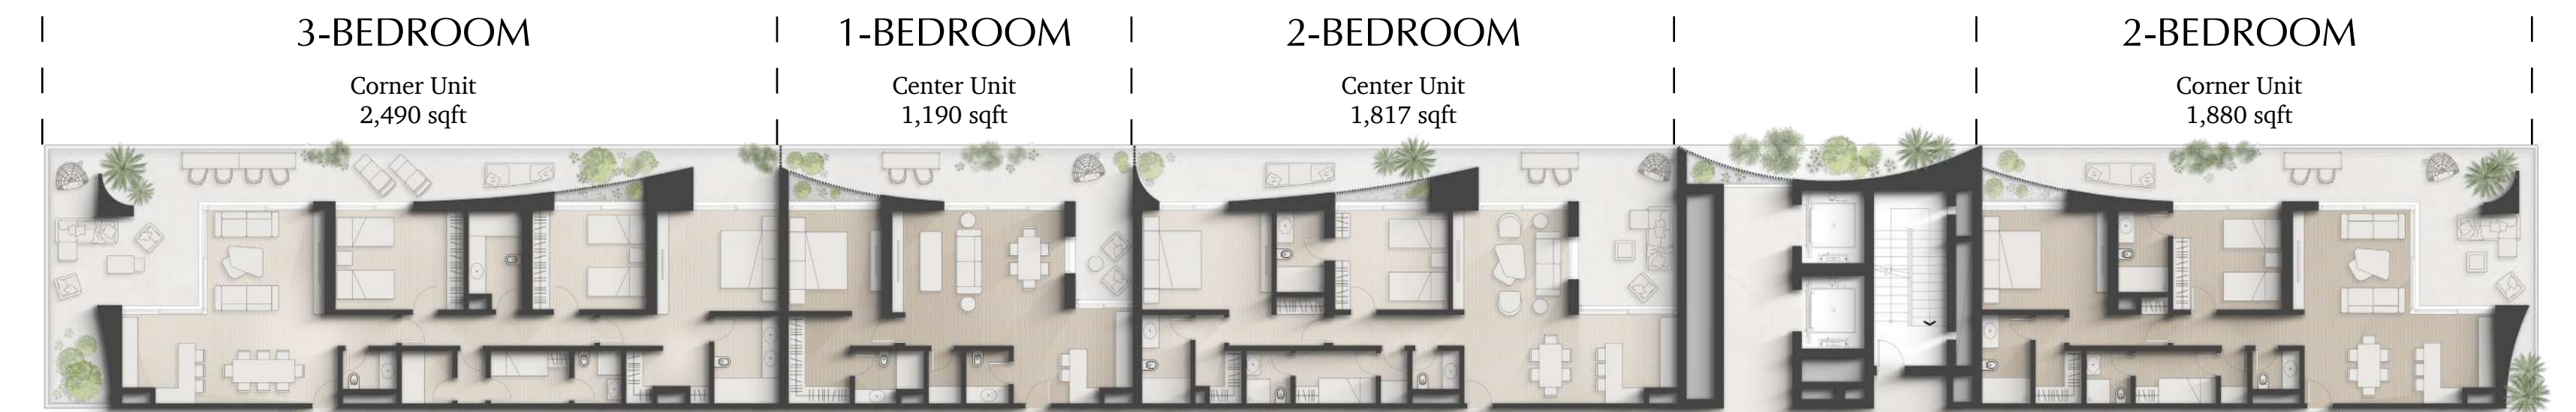 3-BEDROOM
Corner Unit
2,490 sqft
1-BEDROOM
Center Unit
1,190 sqft
2-BEDROOM
Center Unit
1,817 sqft
2-BEDROOM
Corner Unit
1,880 sqft